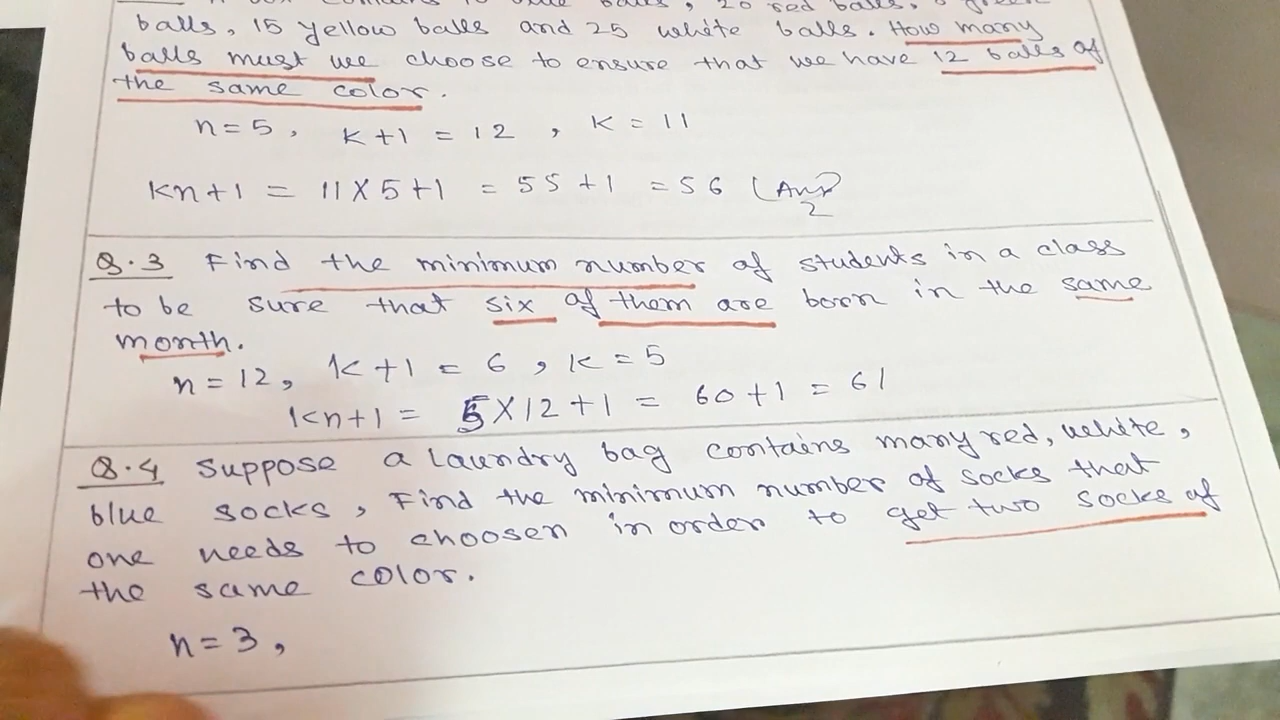 balls, 20 red balls,
balls, 15 yellow balls and 25 white balls. How many
balls must we choose to ensure that we have 12 balls of
the same color.
n=5, k+1 = 12, k = 11
kn+1 = 11×5+1 = 55+1 = 56 (Ans)
2
Q.3 Find the minimum number of students in a class
to be sure that six of them are born in the same
month.
n=12, k+1 = 6, k=5
kn+1 = 5×12+1 = 60+1 = 61
Q.4 Suppose a laundry bag contains many red, white,
blue socks, Find the minimum number of socks that
one needs to choosen in order to get two socks of
the same color.
n=3,